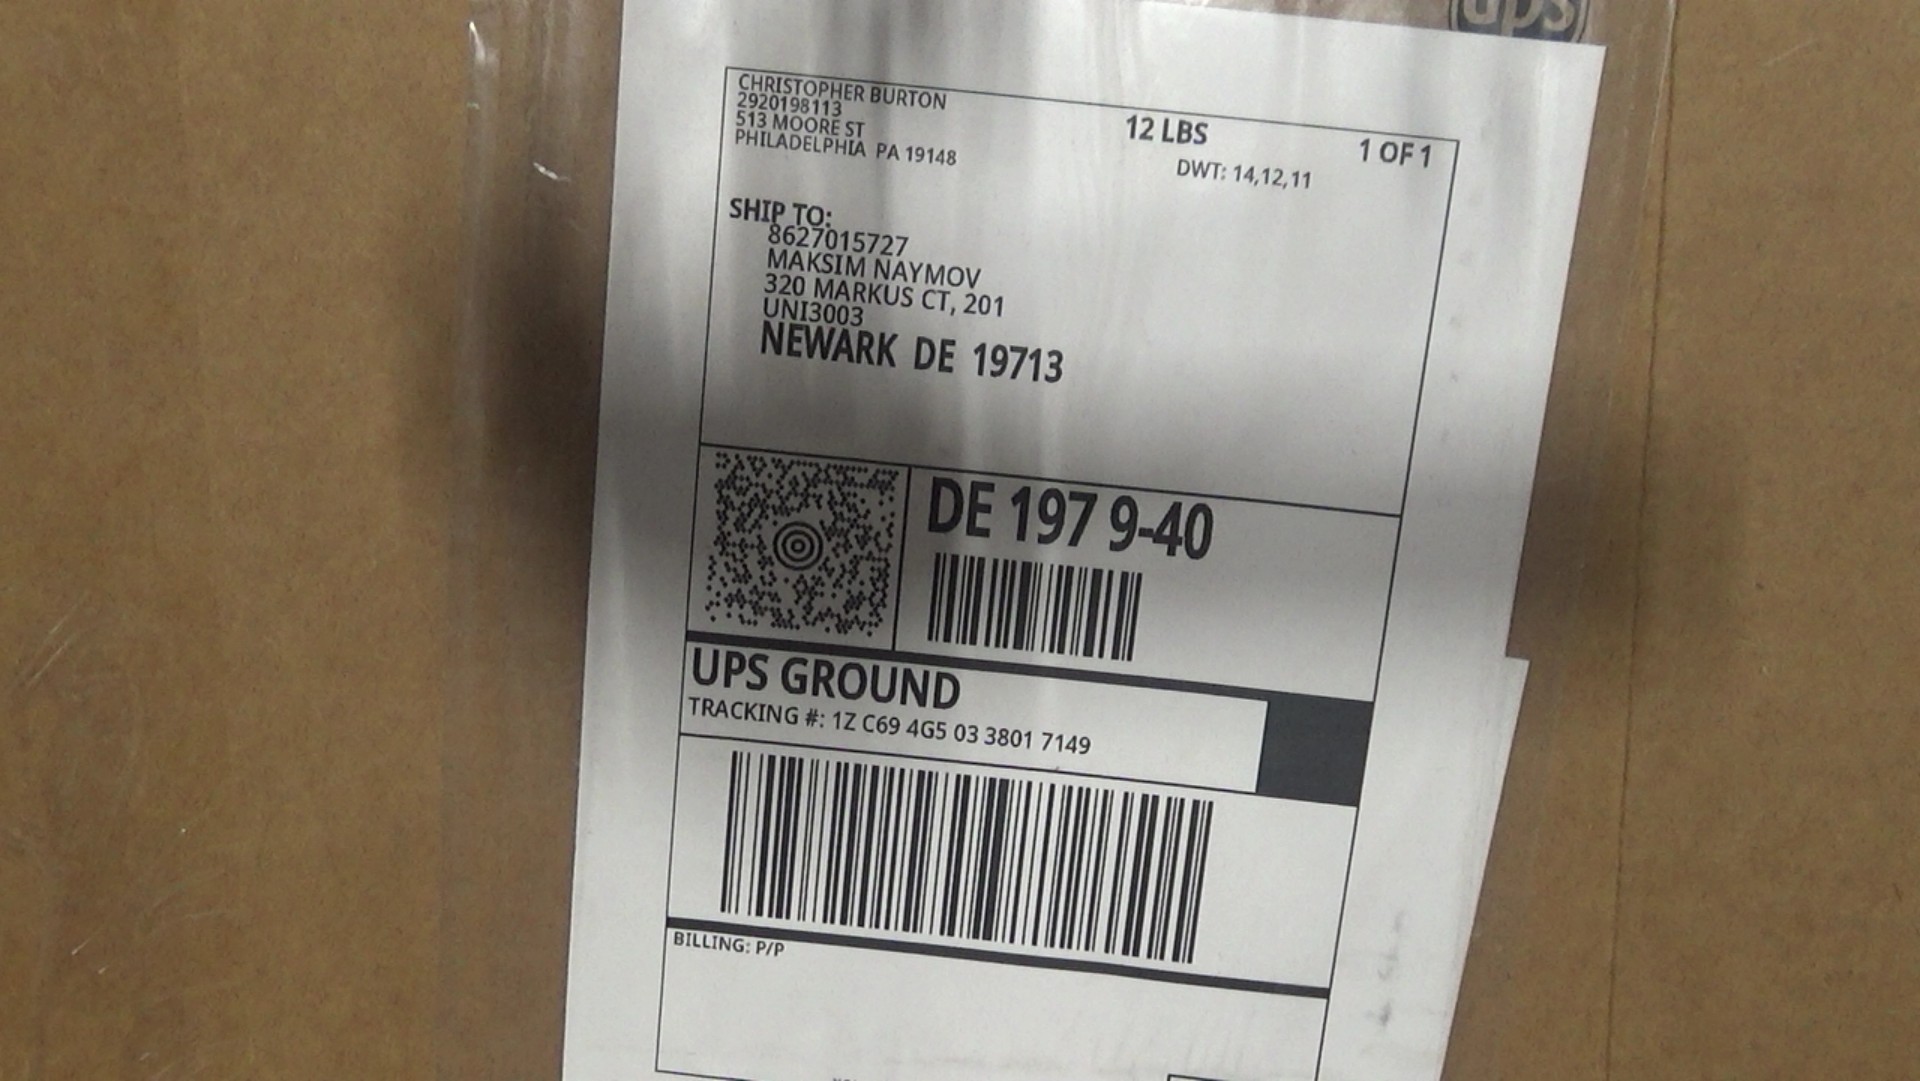 ups
CHRISTOPHER BURTON
2920198113
513 MOORE ST
PHILADELPHIA PA 19148
12 LBS
1 OF 1
DWT: 14,12,11
SHIP TO:
8627015727
MAKSIM NAYMOV
320 MARKUS CT, 201
UNI3003
NEWARK DE 19713
DE 197 9-40
UPS GROUND
TRACKING #: 1Z C69 4G5 03 3801 7149
BILLING: P/P